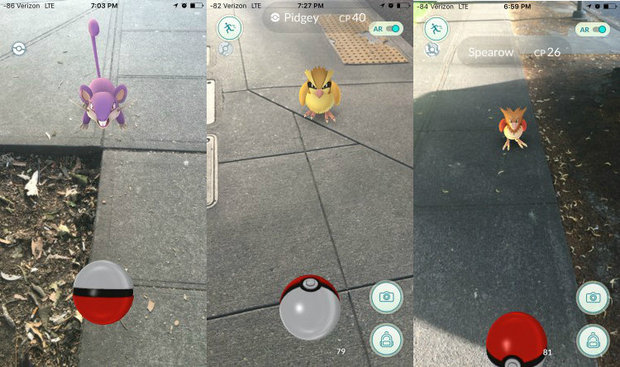 -86 Verizon LTE 7:03 PM
-82 Verizon LTE 7:27 PM
Pidgey CP40
AR
79
-84 Verizon LTE 6:59 PM
AR
Spearow CP26
81